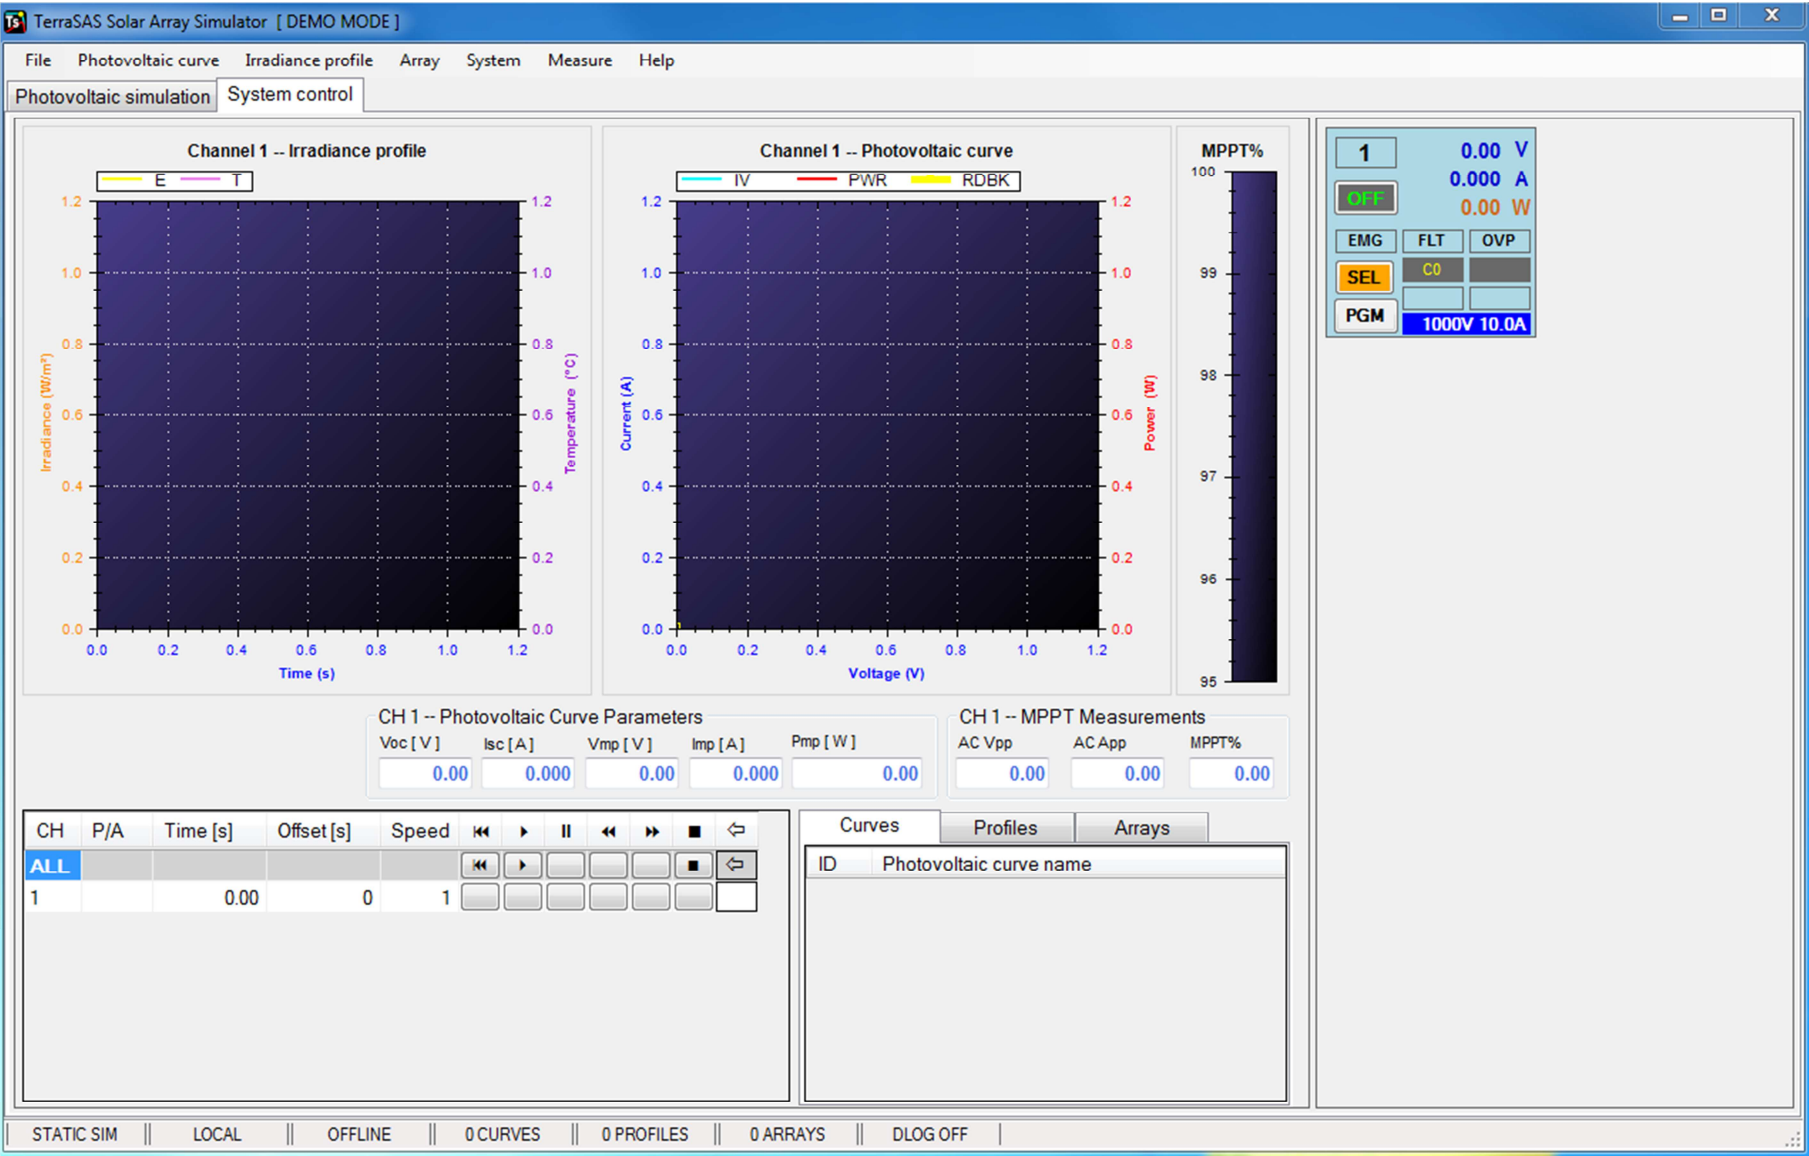 Ts TerraSAS Solar Array Simulator [ DEMO MODE ]
File Photovoltaic curve Irradiance profile Array System Measure Help
Photovoltaic simulation System control
Channel 1 -- Irradiance profile
E T
1.2 1.2
1.0 1.0
0.8 0.8
0.6 0.6
0.4 0.4
0.2 0.2
0.0 0.0
Irradiance (W/m²)
Temperature (°C)
0.0 0.2 0.4 0.6 0.8 1.0 1.2
Time (s)
Channel 1 -- Photovoltaic curve
IV PWR RDBK
1.2 1.2
1.0 1.0
0.8 0.8
0.6 0.6
0.4 0.4
0.2 0.2
0.0 0.0
Current (A)
Power (W)
0.0 0.2 0.4 0.6 0.8 1.0 1.2
Voltage (V)
MPPT%
100
99
98
97
96
95
1 0.00 V
0.000 A
OFF 0.00 W
EMG FLT OVP
SEL C0
PGM 1000V 10.0A
CH 1 -- Photovoltaic Curve Parameters
Voc [ V ] Isc [ A ] Vmp [ V ] Imp [ A ] Pmp [ W ]
0.00 0.000 0.00 0.000 0.00
CH 1 -- MPPT Measurements
AC Vpp AC App MPPT%
0.00 0.00 0.00
CH P/A Time [s] Offset [s] Speed
ALL
1 0.00 0 1
Curves Profiles Arrays
ID Photovoltaic curve name
STATIC SIM LOCAL OFFLINE 0 CURVES 0 PROFILES 0 ARRAYS DLOG OFF